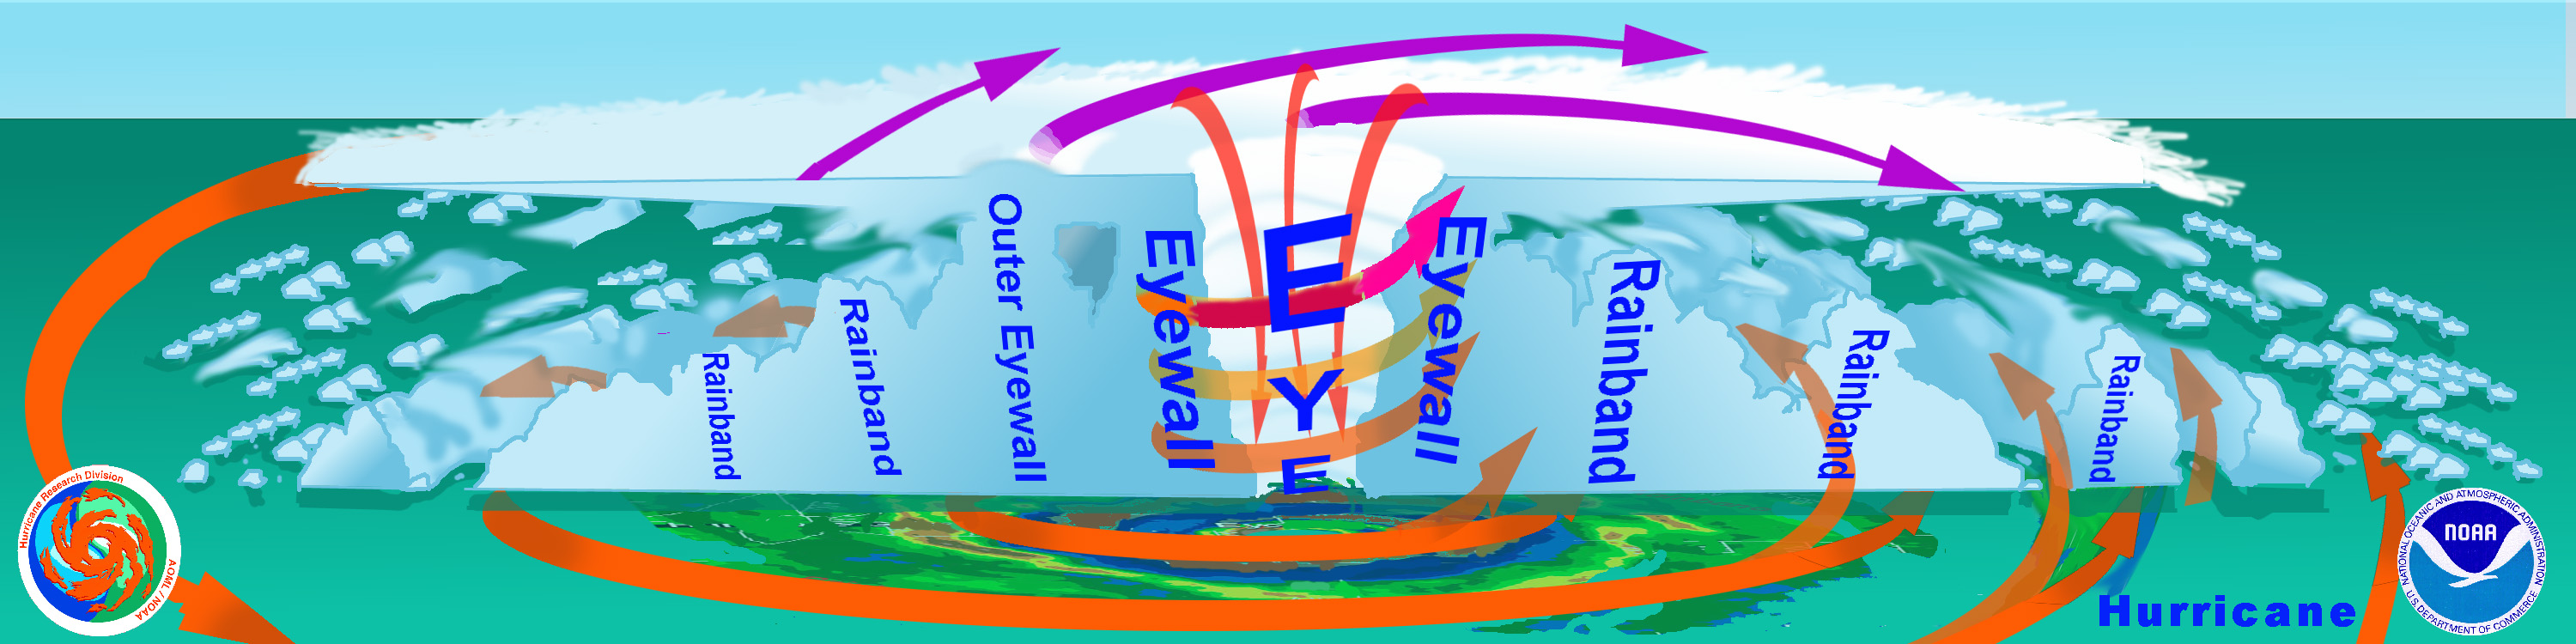 Outer Eyewall
Eyewall
EYE
Eyewall
Rainband
Rainband
Rainband
Rainband
Rainband
Hurricane Research Division
AOML / NOAA
Hurricane
NATIONAL OCEANIC AND ATMOSPHERIC ADMINISTRATION
NOAA
U.S. DEPARTMENT OF COMMERCE